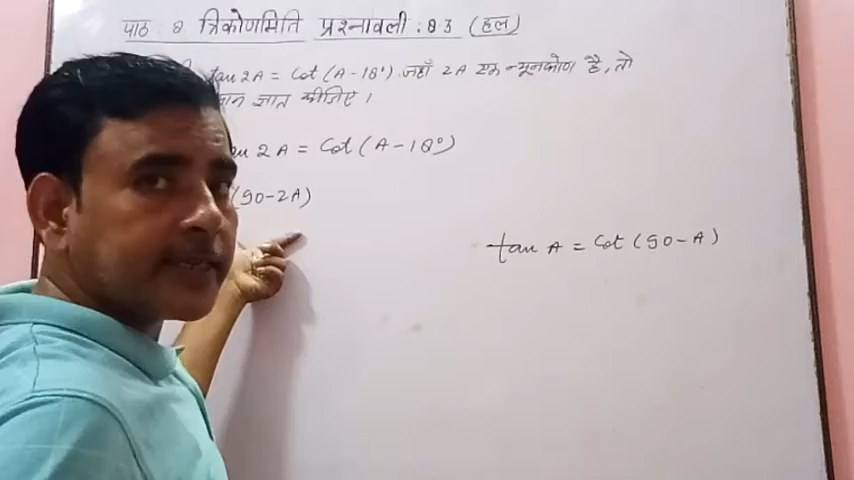 पाठ : 8 त्रिकोणमिति प्रश्नावली : 8.3 (हल)
tan 2A = Cot (A - 18°) जहाँ 2A एक न्यूनकोण है, तो
मान ज्ञात कीजिए ।
2A = Cot (A - 18°)
(90 - 2A)
tan A = Cot (90 - A)